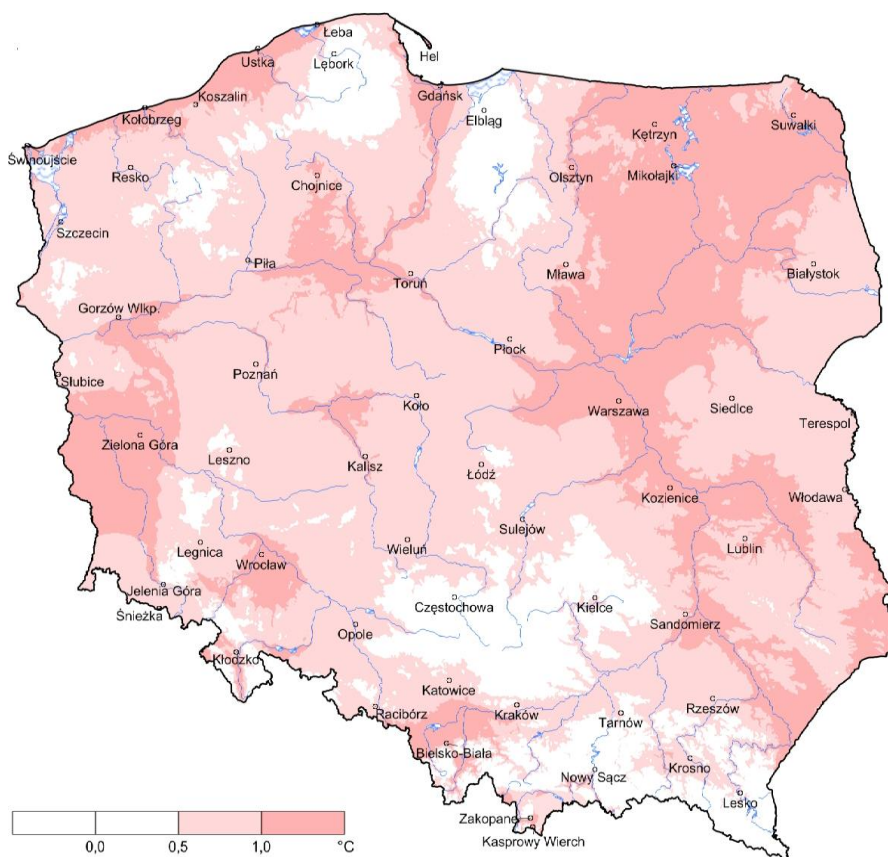 Łeba
Hel
Ustka
Lębork
Gdańsk
Koszalin
Kołobrzeg
Elbląg
Suwałki
Kętrzyn
Świnoujście
Resko
Chojnice
Olsztyn
Mikołajki
Szczecin
Piła
Toruń
Mława
Białystok
Gorzów Wlkp.
Płock
Słubice
Poznań
Koło
Warszawa
Siedlce
Terespol
Zielona Góra
Leszno
Kalisz
Łódź
Kozienice
Włodawa
Sulejów
Legnica
Wrocław
Wieluń
Lublin
Jelenia Góra
Śnieżka
Częstochowa
Kielce
Sandomierz
Opole
Kłodzko
Katowice
Racibórz
Kraków
Tarnów
Rzeszów
Bielsko-Biała
Nowy Sącz
Krosno
Lesko
Zakopane
Kasprowy Wierch
0,0 0,5 1,0 °C